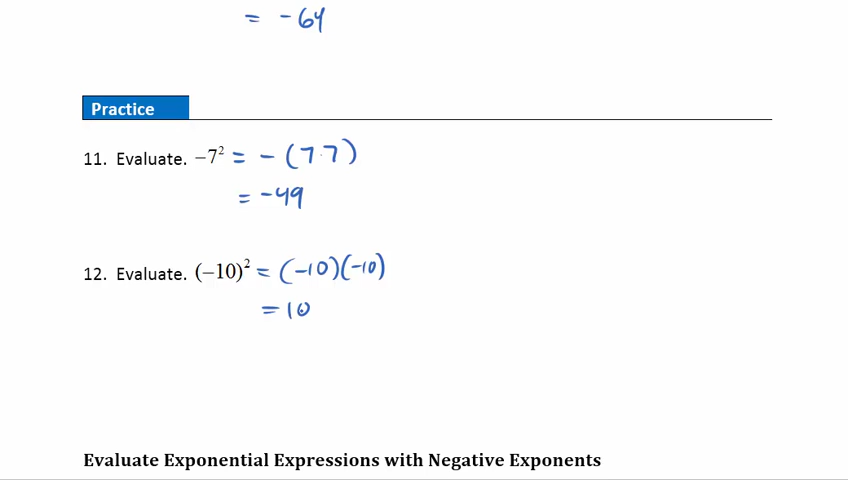 = -64
Practice
11. Evaluate. −7² = -(7·7)
= -49
12. Evaluate. (−10)² = (-10)(-10)
= 10
Evaluate Exponential Expressions with Negative Exponents